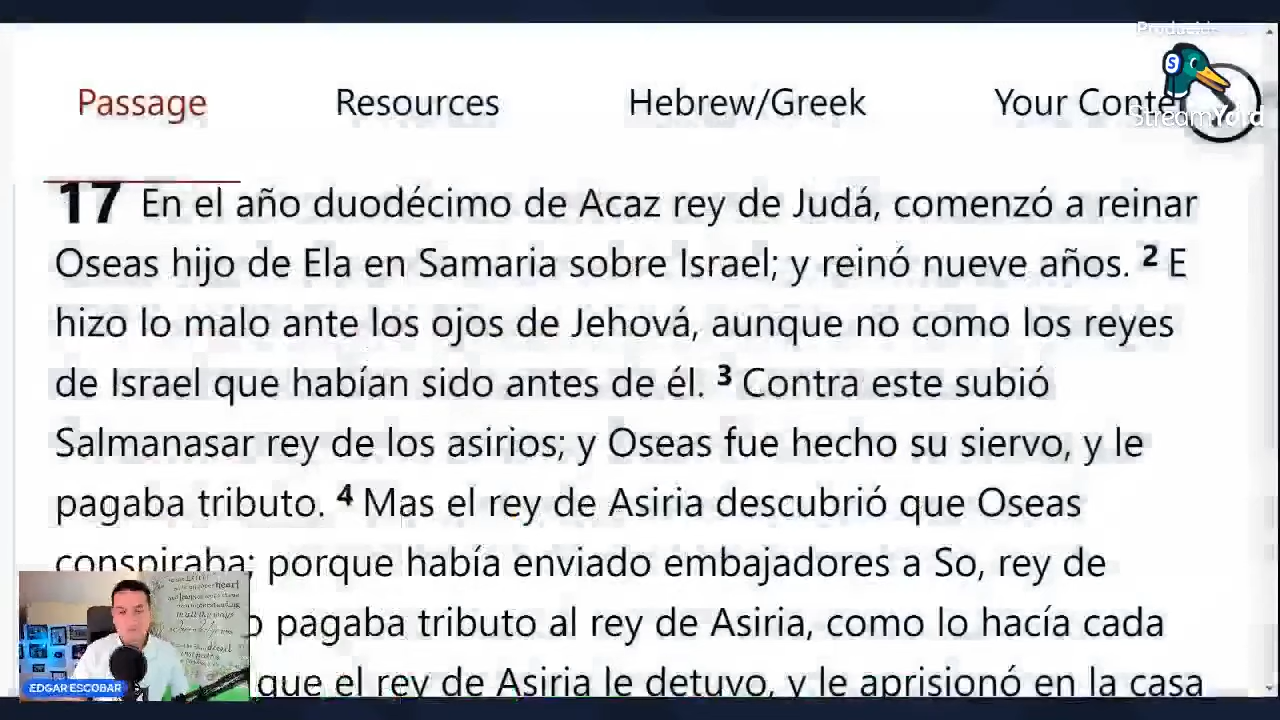 Produci
StreamYard
Passage Resources Hebrew/Greek Your Conte
17 En el año duodécimo de Acaz rey de Judá, comenzó a reinar
Oseas hijo de Ela en Samaria sobre Israel; y reinó nueve años. 2 E
hizo lo malo ante los ojos de Jehová, aunque no como los reyes
de Israel que habían sido antes de él. 3 Contra este subió
Salmanasar rey de los asirios; y Oseas fue hecho su siervo, y le
pagaba tributo. 4 Mas el rey de Asiria descubrió que Oseas
conspiraba; porque había enviado embajadores a So, rey de
o pagaba tributo al rey de Asiria, como lo hacía cada
que el rey de Asiria le detuvo, y le aprisionó en la casa
EDGAR ESCOBAR